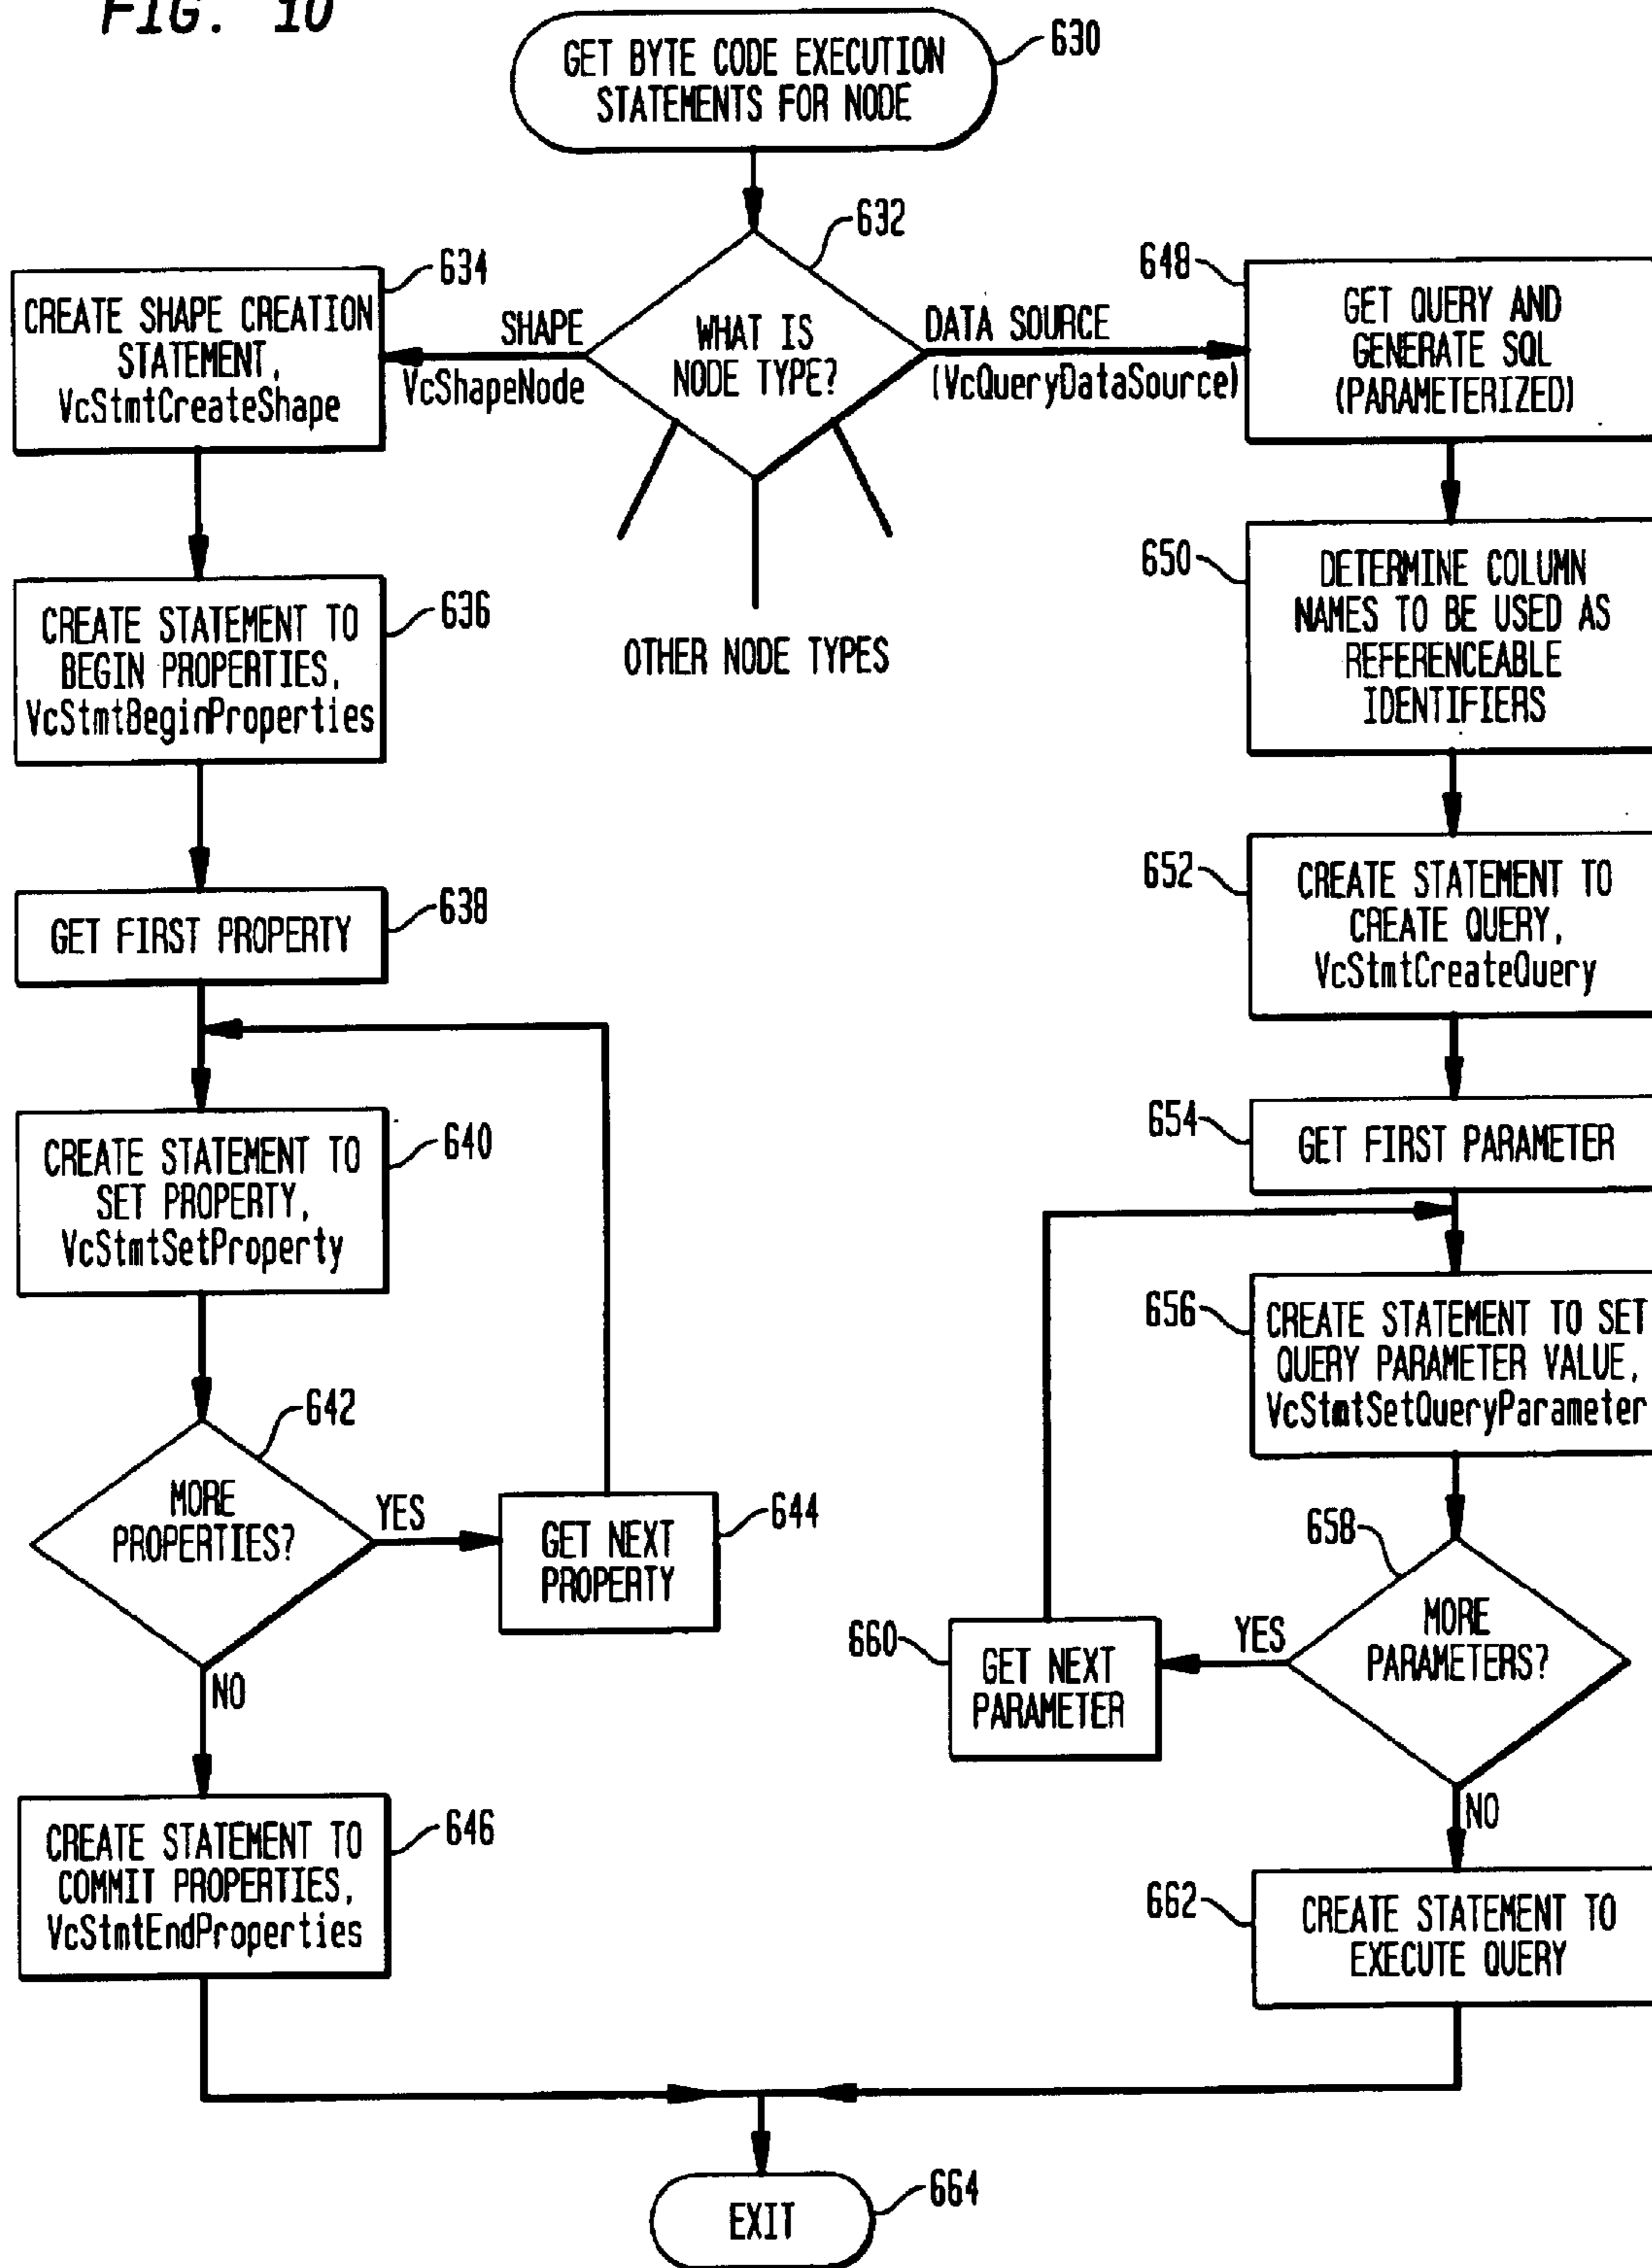 FIG. 10
GET BYTE CODE EXECUTION
STATEMENTS FOR NODE
630
632
WHAT IS
NODE TYPE?
SHAPE
VcShapeNode
DATA SOURCE
(VcQueryDataSource)
OTHER NODE TYPES
634
CREATE SHAPE CREATION
STATEMENT,
VcStmtCreateShape
636
CREATE STATEMENT TO
BEGIN PROPERTIES,
VcStmtBeginProperties
638
GET FIRST PROPERTY
640
CREATE STATEMENT TO
SET PROPERTY,
VcStmtSetProperty
642
MORE
PROPERTIES?
YES
644
GET NEXT
PROPERTY
NO
646
CREATE STATEMENT TO
COMMIT PROPERTIES,
VcStmtEndProperties
648
GET QUERY AND
GENERATE SQL
(PARAMETERIZED)
650
DETERMINE COLUMN
NAMES TO BE USED AS
REFERENCEABLE
IDENTIFIERS
652
CREATE STATEMENT TO
CREATE QUERY,
VcStmtCreateQuery
654
GET FIRST PARAMETER
656
CREATE STATEMENT TO SET
QUERY PARAMETER VALUE,
VcStmtSetQueryParameter
658
MORE
PARAMETERS?
YES
660
GET NEXT
PARAMETER
NO
662
CREATE STATEMENT TO
EXECUTE QUERY
664
EXIT